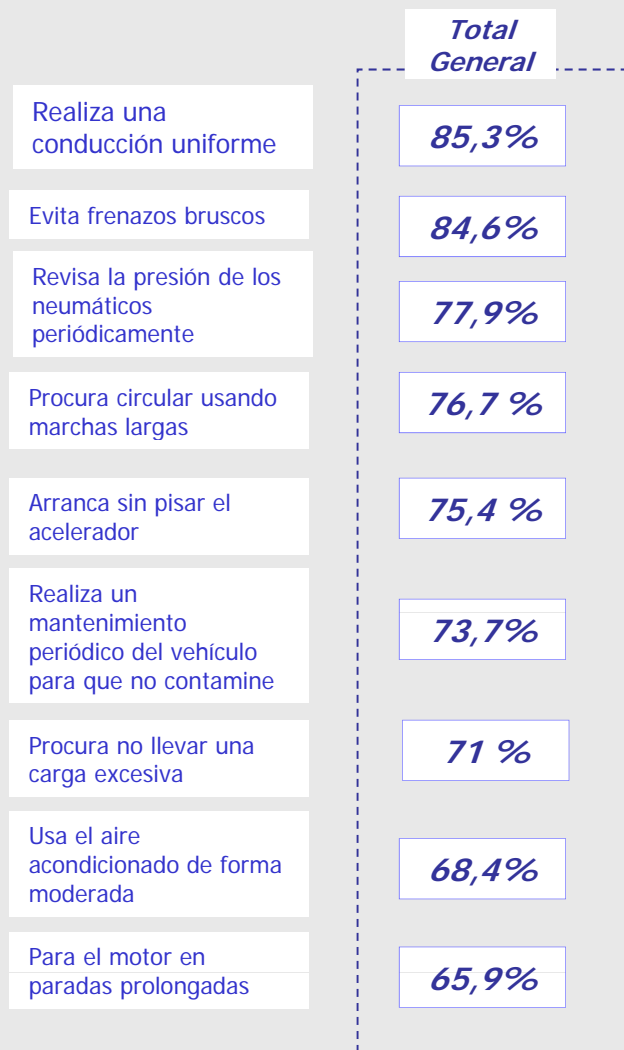 Total
General
Realiza una
conducción uniforme
85,3%
Evita frenazos bruscos
84,6%
Revisa la presión de los
neumáticos
periódicamente
77,9%
Procura circular usando
marchas largas
76,7 %
Arranca sin pisar el
acelerador
75,4 %
Realiza un
mantenimiento
periódico del vehículo
para que no contamine
73,7%
Procura no llevar una
carga excesiva
71 %
Usa el aire
acondicionado de forma
moderada
68,4%
Para el motor en
paradas prolongadas
65,9%